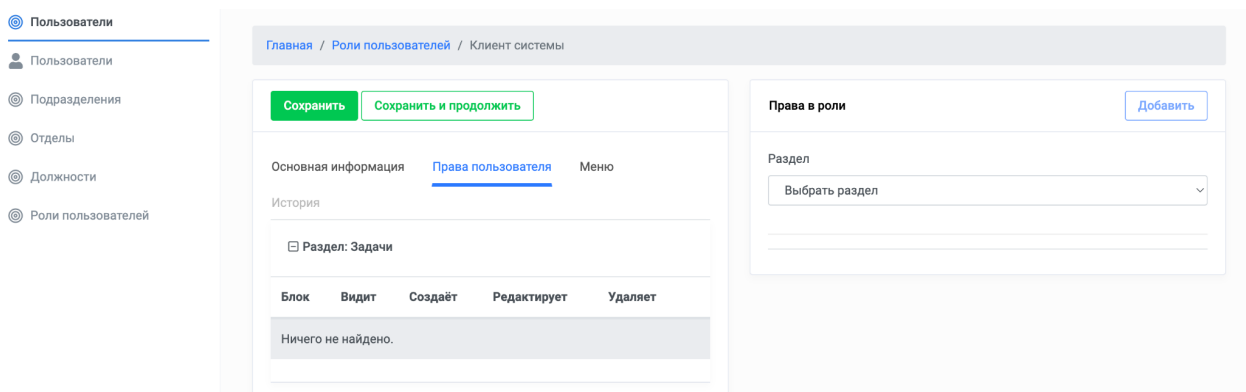 Пользователи
Пользователи
Подразделения
Отделы
Должности
Роли пользователей
Главная / Роли пользователей / Клиент системы
Сохранить Сохранить и продолжить
Основная информация Права пользователя Меню
История
Раздел: Задачи
Блок Видит Создаёт Редактирует Удаляет
Ничего не найдено.
Права в роли Добавить
Раздел
Выбрать раздел